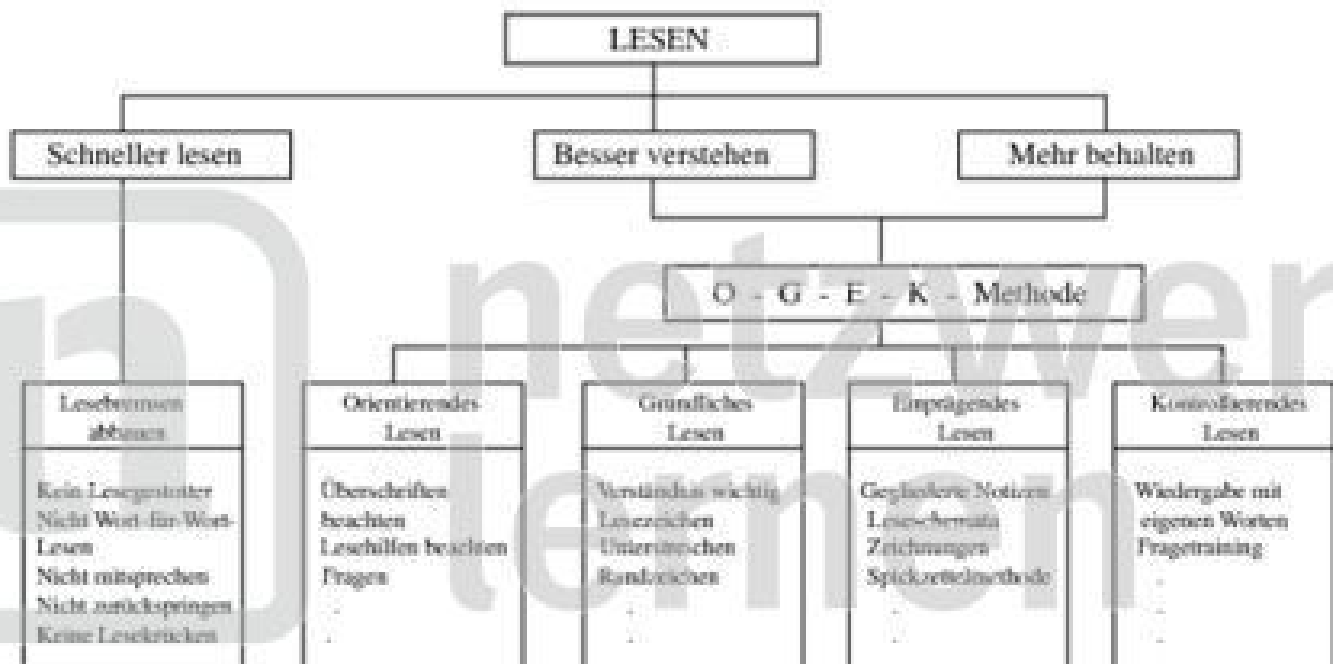 LESEN
Schneller lesen
Besser verstehen
Mehr behalten
O - G - E - K - Methode
Lesebremsen
abbauen
Kein Lesegestotter
Nicht Wort-für-Wort-
Lesen
Nicht mitsprechen
Nicht zurückspringen
Keine Lesekrücken
Orientierendes
Lesen
Überschriften
beachten
Lesehilfen beachten
Fragen
Gründliches
Lesen
Verständnis wichtig
Lesezeichen
Unterstreichen
Randzeichen
Einprägendes
Lesen
Gegliederte Notizen
Leseschemata
Zeichnungen
Spickzettelmethode
Kontrollierendes
Lesen
Wiedergabe mit
eigenen Worten
Fragetraining
netzwer
lernen